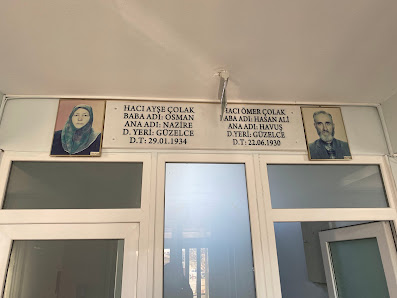 HACI AYŞE ÇOLAK
BABA ADI: OSMAN
ANA ADI: NAZİRE
D. YERİ: GÜZELCE
D.T: 29.01.1934
HACI ÖMER ÇOLAK
BABA ADI: HASAN ALİ
ANA ADI: HAVUŞ
D. YERİ: GÜZELCE
D.T: 22.06.1930